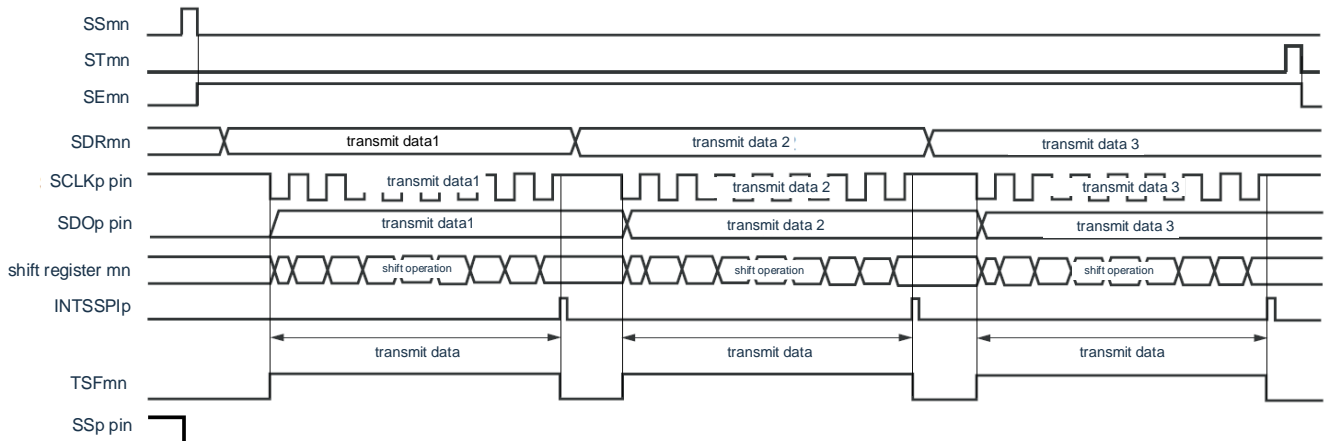 SSmn
STmn
SEmn
SDRmn transmit data1 transmit data 2 transmit data 3
SCLKp pin transmit data1 transmit data 2 transmit data 3
SDOp pin transmit data1 transmit data 2 transmit data 3
shift register mn shift operation shift operation shift operation
INTSSPIp
transmit data transmit data transmit data
TSFmn
SSp pin